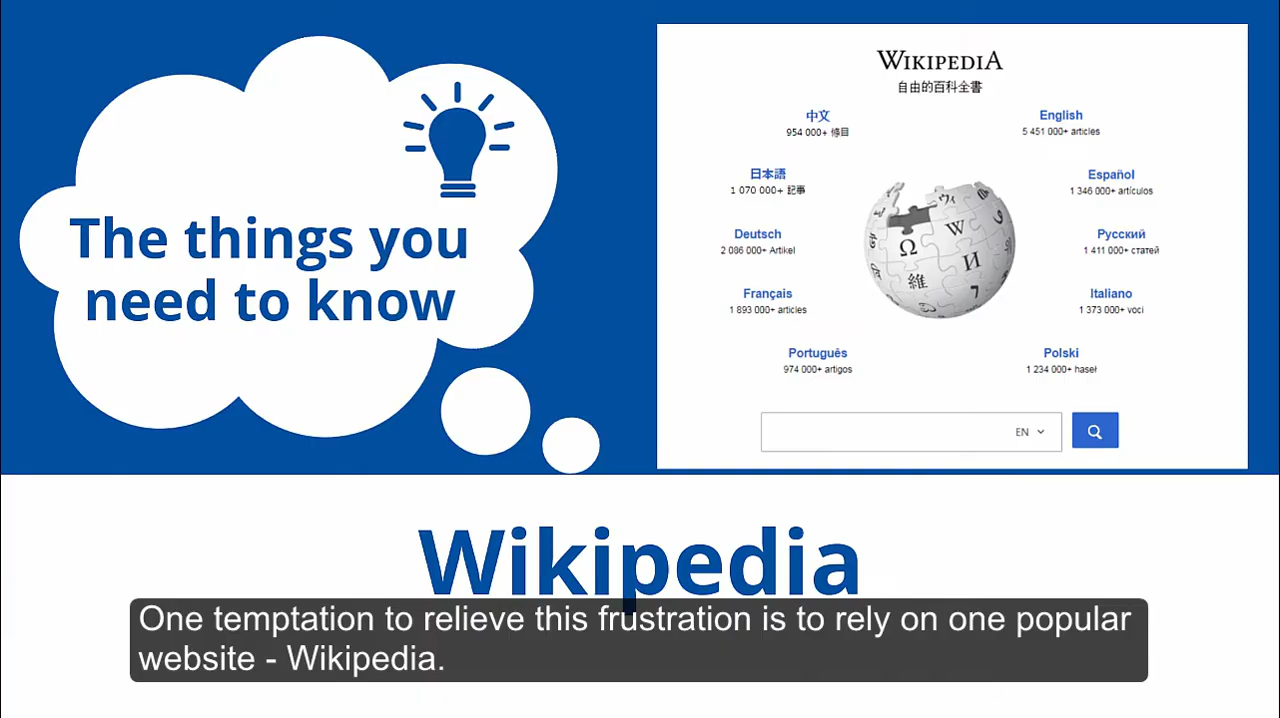 The things you
need to know
WIKIPEDIA
自由的百科全書
中文
954 000+ 條目
English
5 451 000+ articles
日本語
1 070 000+ 記事
Español
1 346 000+ artículos
Deutsch
2 086 000+ Artikel
Русский
1 411 000+ статей
Français
1 893 000+ articles
Italiano
1 373 000+ voci
Português
974 000+ artigos
Polski
1 234 000+ haseł
Ω
W
И
維
ウィ
EN
Wikipedia
One temptation to relieve this frustration is to rely on one popular
website - Wikipedia.